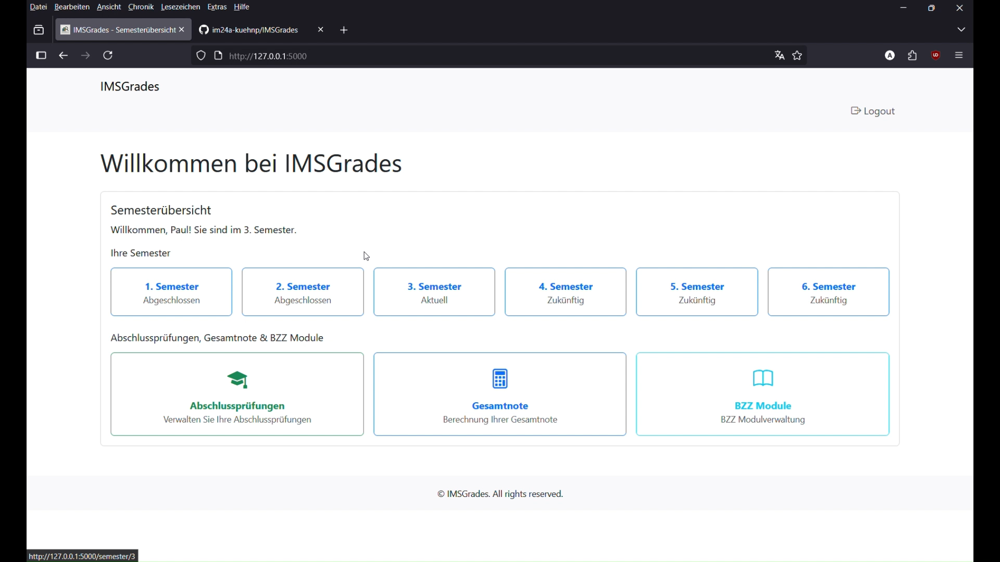 Datei Bearbeiten Ansicht Chronik Lesezeichen Extras Hilfe
IMSGrades - Semesterübersicht
im24a-kuehnp/IMSGrades
http://127.0.0.1:5000
A
IMSGrades
Logout
Willkommen bei IMSGrades
Semesterübersicht
Willkommen, Paul! Sie sind im 3. Semester.
Ihre Semester
1. Semester
Abgeschlossen
2. Semester
Abgeschlossen
3. Semester
Aktuell
4. Semester
Zukünftig
5. Semester
Zukünftig
6. Semester
Zukünftig
Abschlussprüfungen, Gesamtnote & BZZ Module
Abschlussprüfungen
Verwalten Sie Ihre Abschlussprüfungen
Gesamtnote
Berechnung Ihrer Gesamtnote
BZZ Module
BZZ Modulverwaltung
© IMSGrades. All rights reserved.
http://127.0.0.1:5000/semester/3